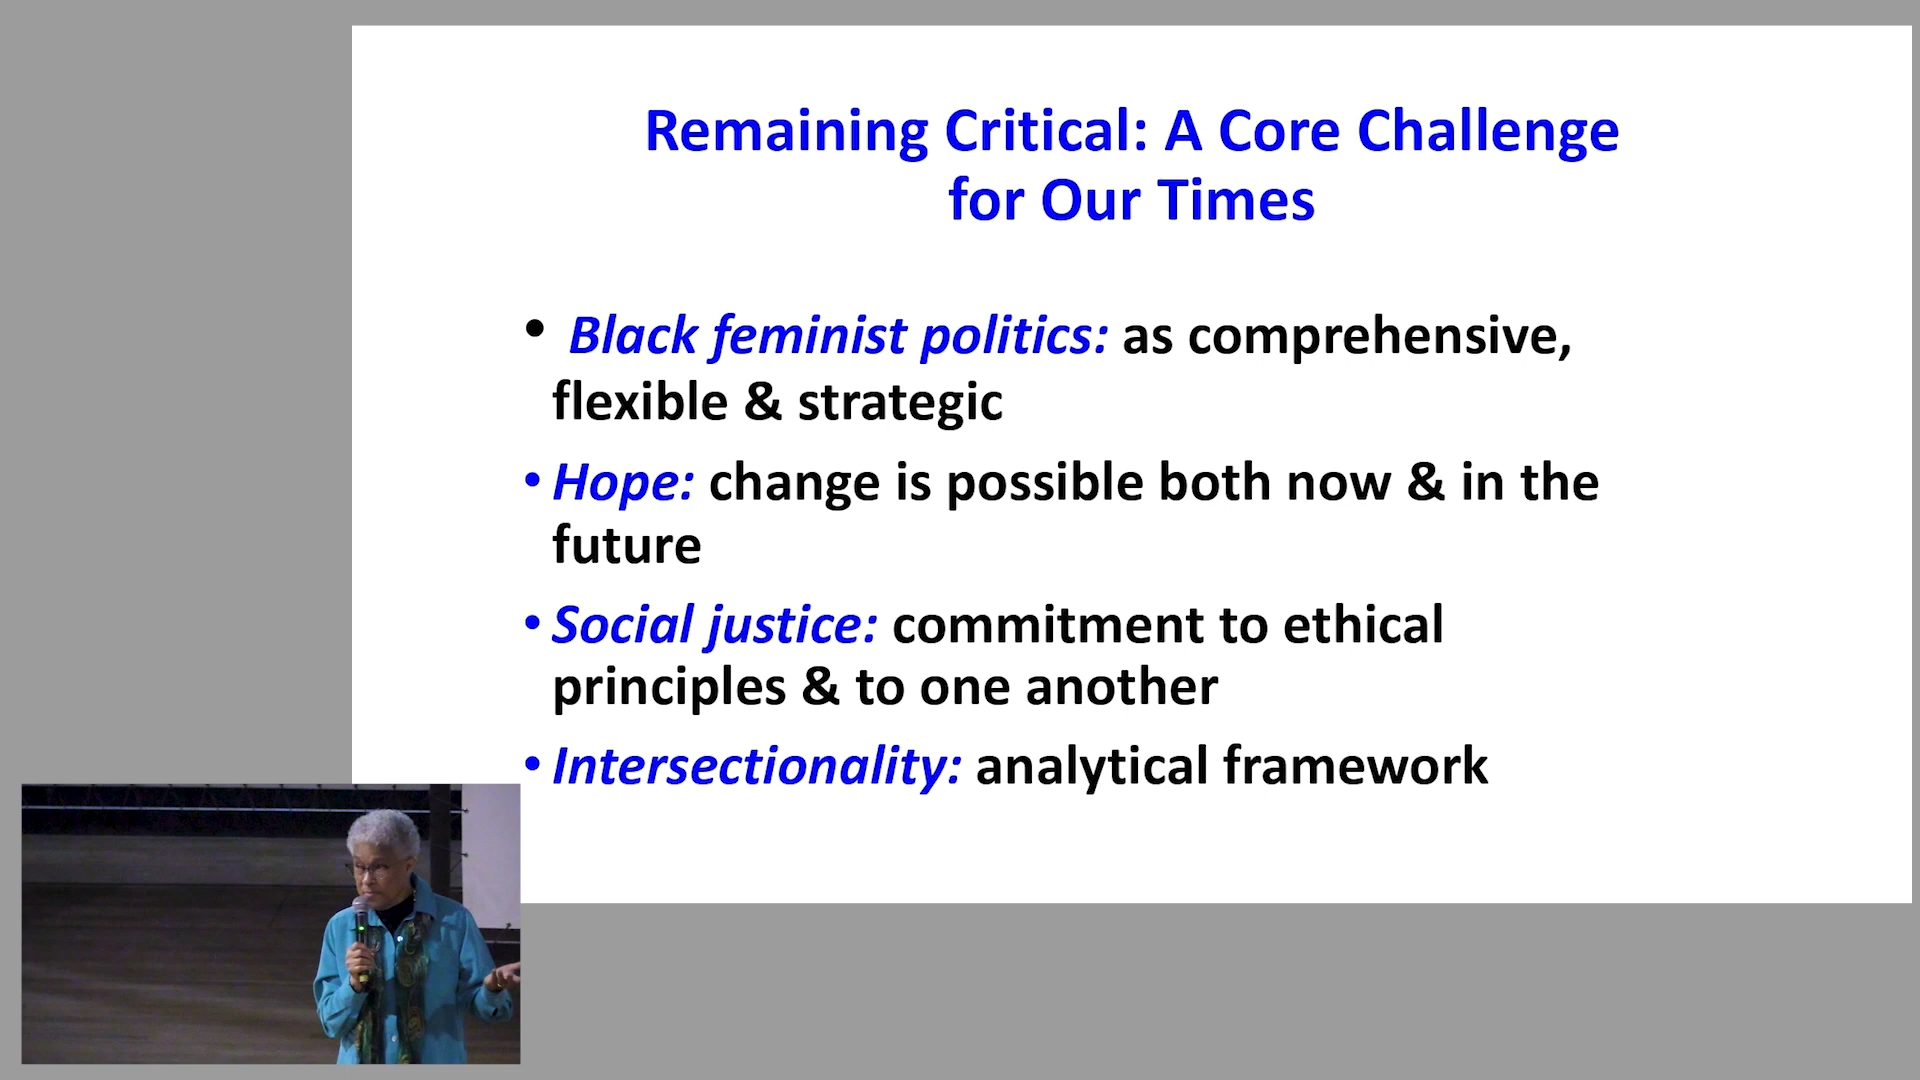 Remaining Critical: A Core Challenge
for Our Times
• Black feminist politics: as comprehensive,
flexible & strategic
• Hope: change is possible both now & in the
future
• Social justice: commitment to ethical
principles & to one another
• Intersectionality: analytical framework